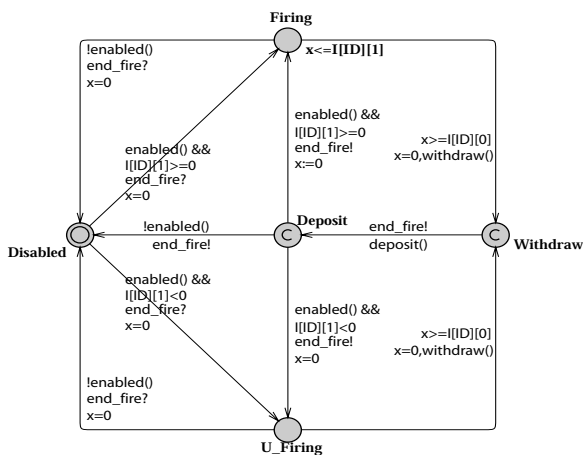 Firing
!enabled()
end_fire?
x=0
x<=I[ID][1]
enabled() &&
I[ID][1]>=0
end_fire!
x:=0
x>=I[ID][0]
x=0,withdraw()
enabled() &&
I[ID][1]>=0
end_fire?
x=0
Deposit
!enabled()
end_fire!
C
end_fire!
deposit()
C
Disabled
Withdraw
enabled() &&
I[ID][1]<0
end_fire?
x=0
enabled() &&
I[ID][1]<0
end_fire!
x=0
x>=I[ID][0]
x=0,withdraw()
!enabled()
end_fire?
x=0
U_Firing